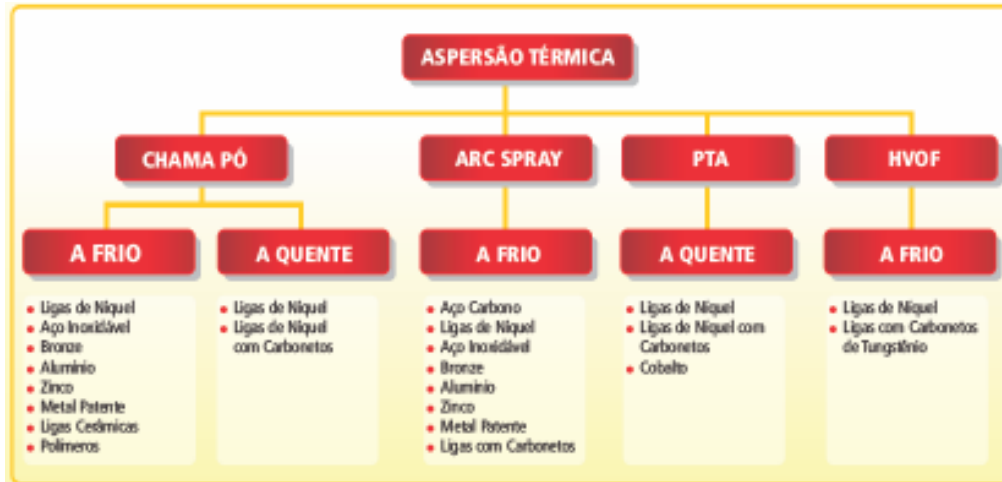 ASPERSÃO TÉRMICA
CHAMA PÓ
ARC SPRAY
PTA
HVOF
A FRIO
A QUENTE
A FRIO
A QUENTE
A FRIO
Ligas de Níquel
Aço Inoxidável
Bronze
Alumínio
Zinco
Metal Patente
Ligas Cerâmicas
Polímeros
Ligas de Níquel
Ligas de Níquel
com Carbonetos
Aço Carbono
Ligas de Níquel
Aço Inoxidável
Bronze
Alumínio
Zinco
Metal Patente
Ligas com Carbonetos
Ligas de Níquel
Ligas de Níquel com
Carbonetos
Cobalto
Ligas de Níquel
Ligas com Carbonetos
de Tungstênio